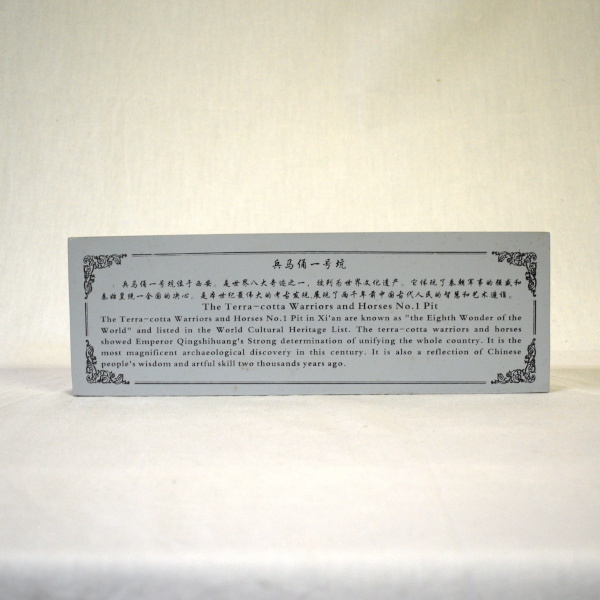 兵马俑一号坑
兵马俑一号坑位于西安。是世界八大奇迹之一，被列为世界文化遗产。它体现了秦朝军事的强盛和
秦始皇统一全国的决心。是本世纪最伟大的考古发现，展现了两千年前中国古代人民的智慧和艺术造诣。
The Terra-cotta Warriors and Horses No.1 Pit
The Terra-cotta Warriors and Horses No.1 Pit in Xi'an are known as "the Eighth Wonder of the
World" and listed in the World Cultural Heritage List. The terra-cotta warriors and horses
showed Emperor Qingshihuang's Strong determination of unifying the whole country. It is the
most magnificent archaeological discovery in this century. It is also a reflection of Chinese
people's wisdom and artful skill two thousands years ago.